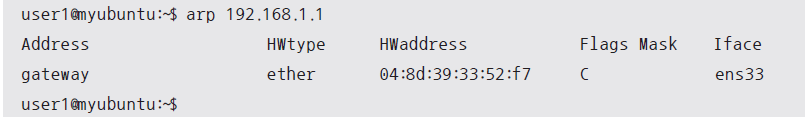 user1@myubuntu:~$ arp 192.168.1.1
Address HWtype HWaddress Flags Mask Iface
gateway ether 04:8d:39:33:52:f7 C ens33
user1@myubuntu:~$